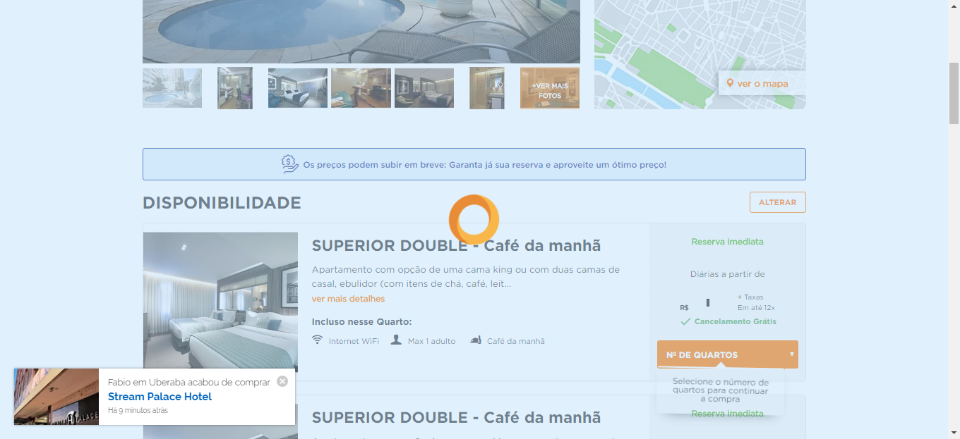 +VER MAIS
FOTOS
ver o mapa
Os preços podem subir em breve: Garanta já sua reserva e aproveite um ótimo preço!
DISPONIBILIDADE
ALTERAR
SUPERIOR DOUBLE - Café da manhã
Apartamento com opção de uma cama king ou com duas camas de
casal, ebulidor (com itens de chá, café, leit...
ver mais detalhes
Incluso nesse Quarto:
Internet WiFi
Max 1 adulto
Café da manhã
Reserva Imediata
Diárias a partir de
R$
+ Taxas
Em até 12x
Cancelamento Grátis
Nº DE QUARTOS
Selecione o número de
quartos para continuar
a compra
Fabio em Uberaba acabou de comprar
Stream Palace Hotel
Há 9 minutos atrás
SUPERIOR DOUBLE - Café da manhã
Reserva Imediata